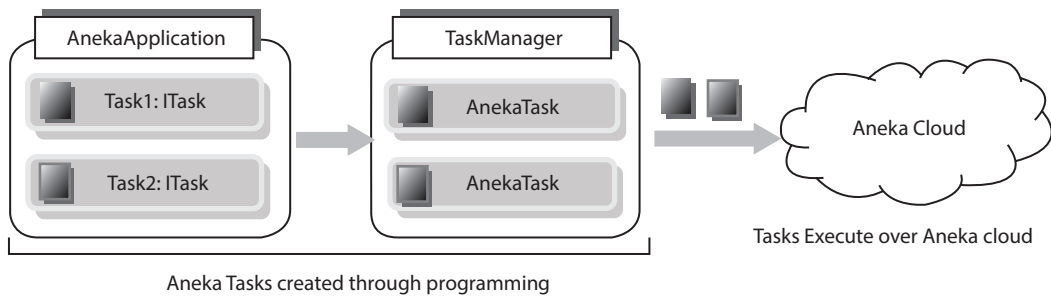 AnekaApplication
Task1: ITask
Task2: ITask
TaskManager
AnekaTask
AnekaTask
Aneka Cloud
Tasks Execute over Aneka cloud
Aneka Tasks created through programming